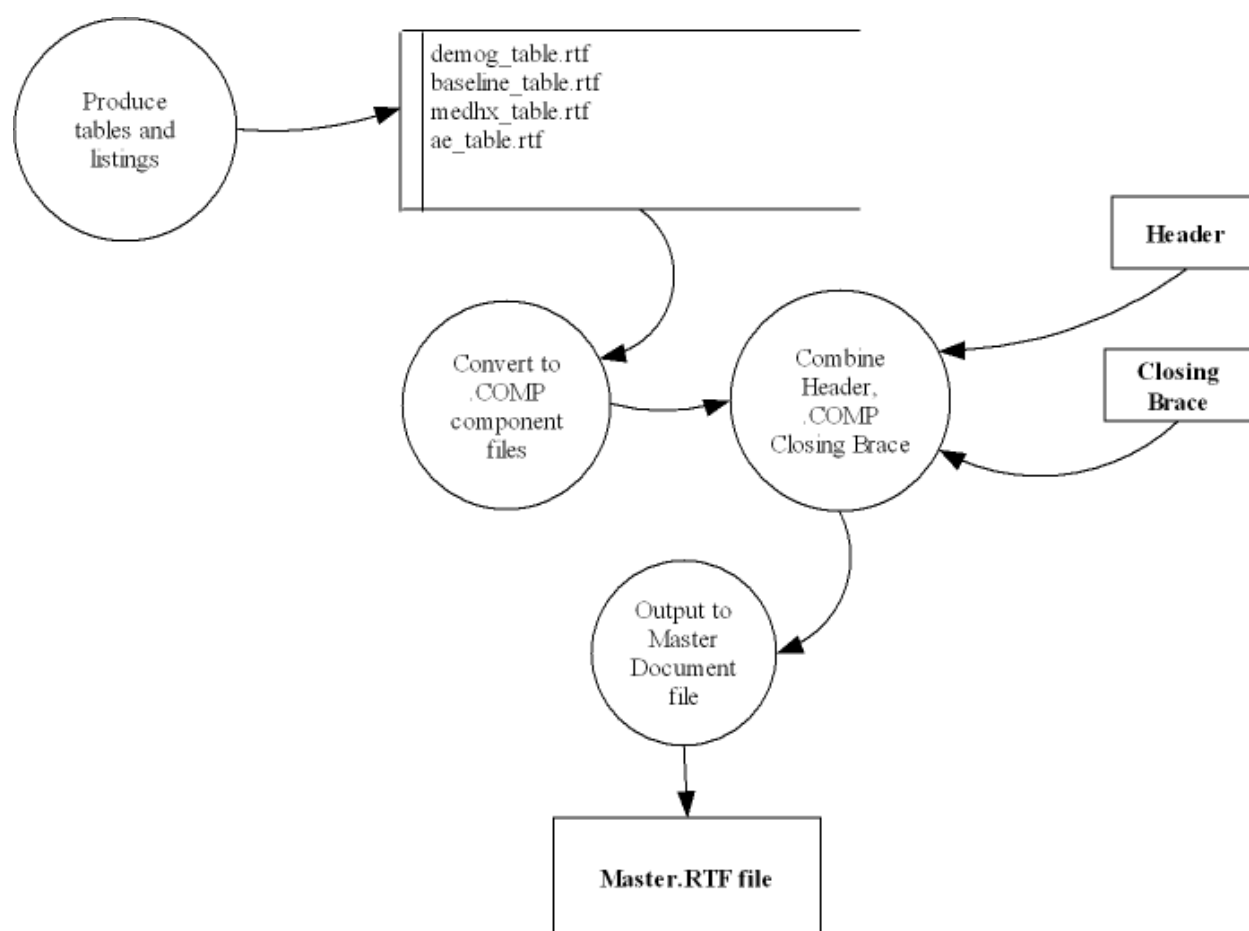 Produce
tables and
listings
demog_table.rtf
baseline_table.rtf
medhx_table.rtf
ae_table.rtf
Header
Closing
Brace
Convert to
.COMP
component
files
Combine
Header,
.COMP
Closing Brace
Output to
Master
Document
file
Master.RTF file